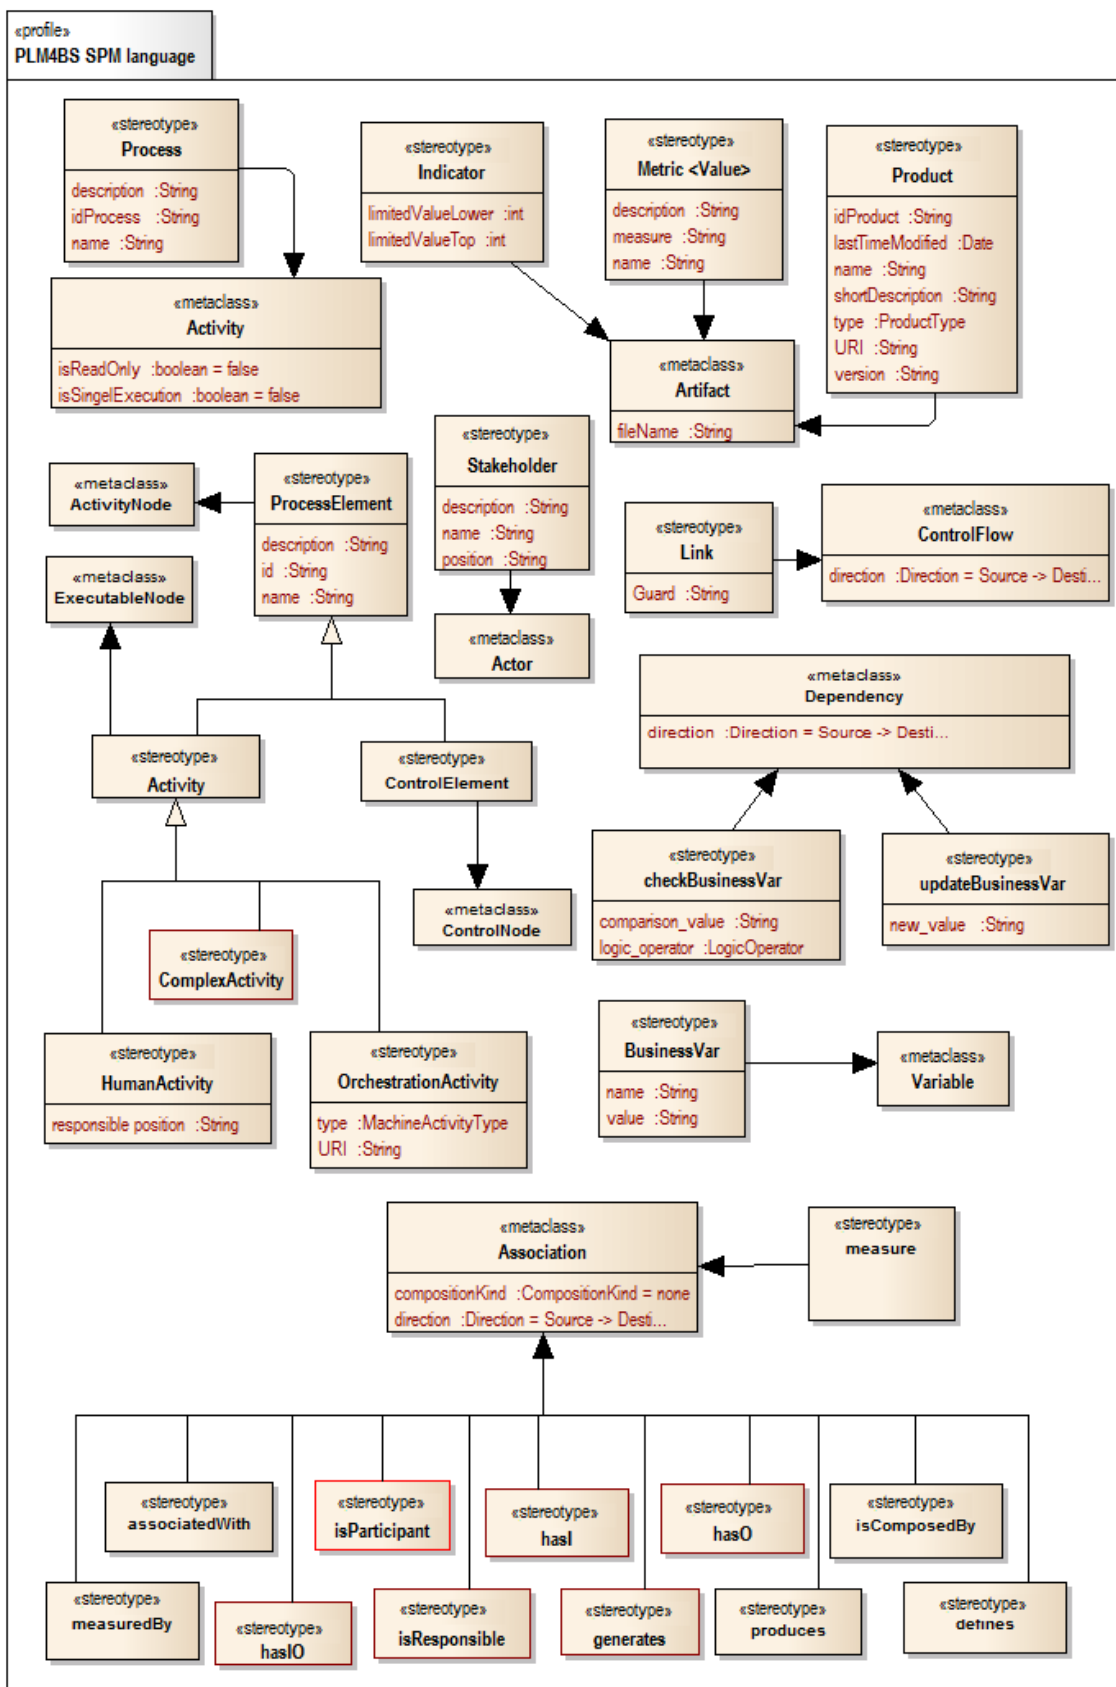 «profile»
PLM4BS SPM language
«stereotype»
Process
description :String
idProcess :String
name :String
«stereotype»
Indicator
limitedValueLower :int
limitedValueTop :int
«stereotype»
Metric <Value>
description :String
measure :String
name :String
«stereotype»
Product
idProduct :String
lastTimeModified :Date
name :String
shortDescription :String
type :ProductType
URI :String
version :String
«metaclass»
Activity
isReadOnly :boolean = false
isSingelExecution :boolean = false
«metaclass»
Artifact
fileName :String
«stereotype»
Stakeholder
description :String
name :String
position :String
«metaclass»
ActivityNode
«stereotype»
ProcessElement
description :String
id :String
name :String
«metaclass»
ExecutableNode
«stereotype»
Link
Guard :String
«metaclass»
ControlFlow
direction :Direction = Source -> Desti...
«metaclass»
Actor
«metaclass»
Dependency
direction :Direction = Source -> Desti...
«stereotype»
Activity
«stereotype»
ControlElement
«stereotype»
checkBusinessVar
comparison_value :String
logic_operator :LogicOperator
«stereotype»
updateBusinessVar
new_value :String
«metaclass»
ControlNode
«stereotype»
ComplexActivity
«stereotype»
HumanActivity
responsible position :String
«stereotype»
OrchestrationActivity
type :MachineActivityType
URI :String
«stereotype»
BusinessVar
name :String
value :String
«metaclass»
Variable
«metaclass»
Association
compositionKind :CompositionKind = none
direction :Direction = Source -> Desti...
«stereotype»
measure
«stereotype»
associatedWith
«stereotype»
isParticipant
«stereotype»
hasI
«stereotype»
hasO
«stereotype»
isComposedBy
«stereotype»
measuredBy
«stereotype»
hasIO
«stereotype»
isResponsible
«stereotype»
generates
«stereotype»
produces
«stereotype»
defines